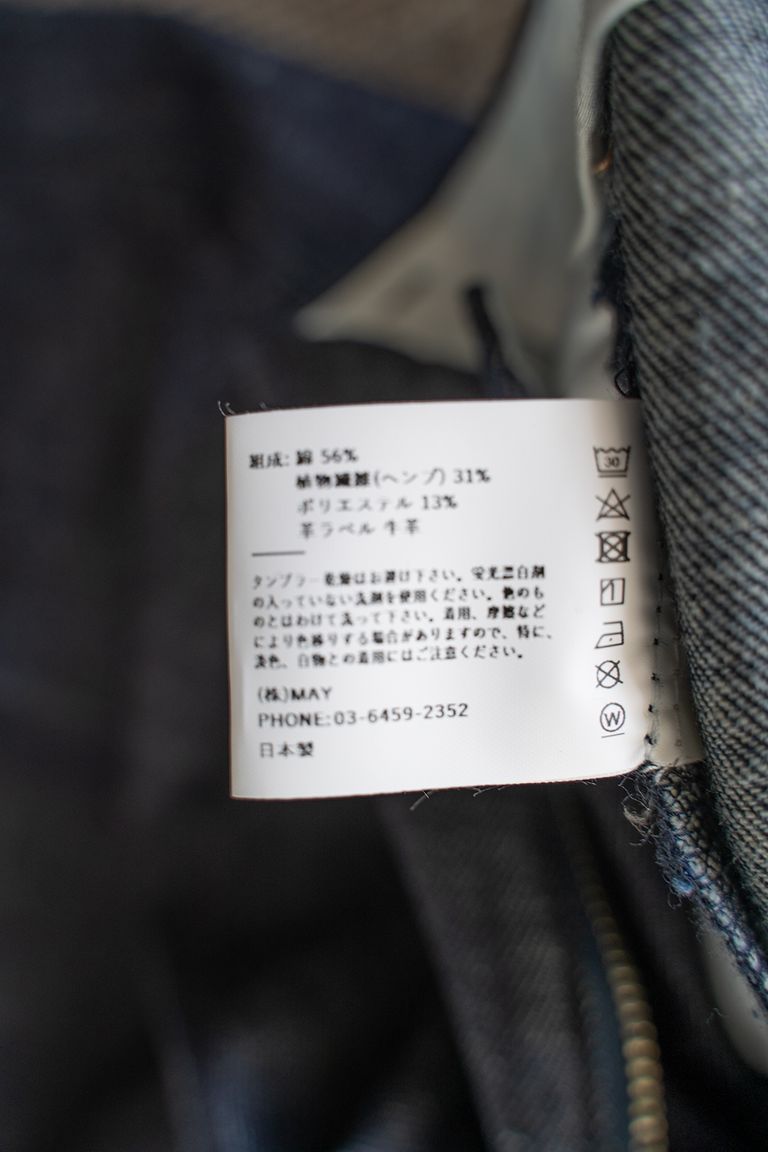 組成: 綿 56%
植物繊維(ヘンプ) 31%
ポリエステル 13%
革ラベル 牛革
タンブラー乾燥はお避け下さい。蛍光漂白剤
の入っていない洗剤を使用ください。他のも
のとはわけて洗って下さい。着用、摩擦など
により色移りする場合がありますので、特に、
淡色、白物との着用にはご注意ください。
(株)MAY
PHONE:03-6459-2352
日本製
30
W